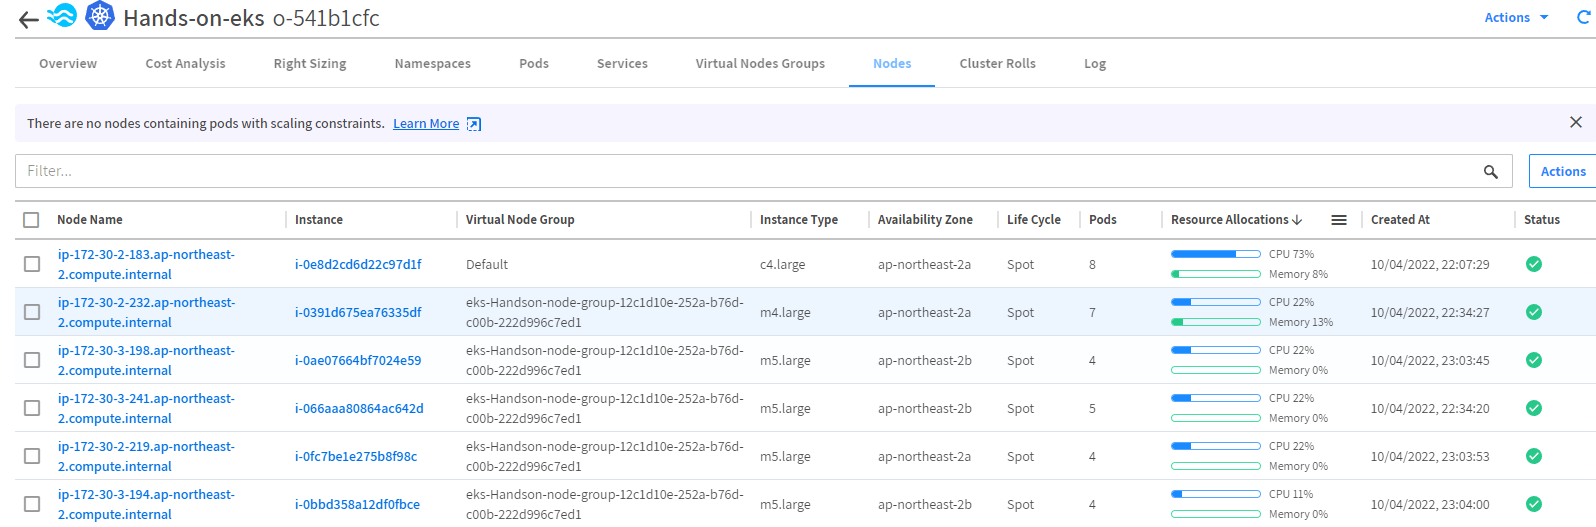 Hands-on-eks o-541b1cfc
Actions
Overview Cost Analysis Right Sizing Namespaces Pods Services Virtual Nodes Groups Nodes Cluster Rolls Log
There are no nodes containing pods with scaling constraints. Learn More
Filter...
Actions
Node Name Instance Virtual Node Group Instance Type Availability Zone Life Cycle Pods Resource Allocations Created At Status
ip-172-30-2-183.ap-northeast-
2.compute.internal
i-0e8d2cd6d22c97d1f
Default
c4.large
ap-northeast-2a
Spot
8
CPU 73%
Memory 8%
10/04/2022, 22:07:29
ip-172-30-2-232.ap-northeast-
2.compute.internal
i-0391d675ea76335df
eks-Handson-node-group-12c1d10e-252a-b76d-
c00b-222d996c7ed1
m4.large
ap-northeast-2a
Spot
7
CPU 22%
Memory 13%
10/04/2022, 22:34:27
ip-172-30-3-198.ap-northeast-
2.compute.internal
i-0ae07664bf7024e59
eks-Handson-node-group-12c1d10e-252a-b76d-
c00b-222d996c7ed1
m5.large
ap-northeast-2b
Spot
4
CPU 22%
Memory 0%
10/04/2022, 23:03:45
ip-172-30-3-241.ap-northeast-
2.compute.internal
i-066aaa80864ac642d
eks-Handson-node-group-12c1d10e-252a-b76d-
c00b-222d996c7ed1
m5.large
ap-northeast-2b
Spot
5
CPU 22%
Memory 0%
10/04/2022, 22:34:20
ip-172-30-2-219.ap-northeast-
2.compute.internal
i-0fc7be1e275b8f98c
eks-Handson-node-group-12c1d10e-252a-b76d-
c00b-222d996c7ed1
m5.large
ap-northeast-2a
Spot
4
CPU 22%
Memory 0%
10/04/2022, 23:03:53
ip-172-30-3-194.ap-northeast-
2.compute.internal
i-0bbd358a12df0fbce
eks-Handson-node-group-12c1d10e-252a-b76d-
c00b-222d996c7ed1
m5.large
ap-northeast-2b
Spot
4
CPU 11%
Memory 0%
10/04/2022, 23:04:00